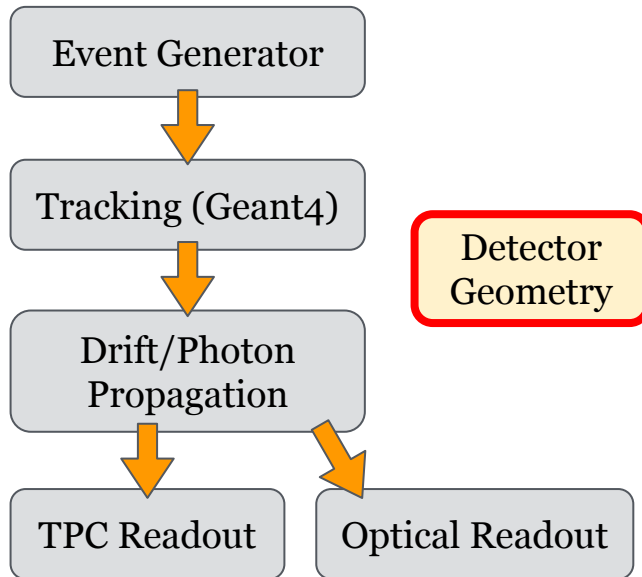 Event Generator
Tracking (Geant4)
Detector
Geometry
Drift/Photon
Propagation
TPC Readout
Optical Readout